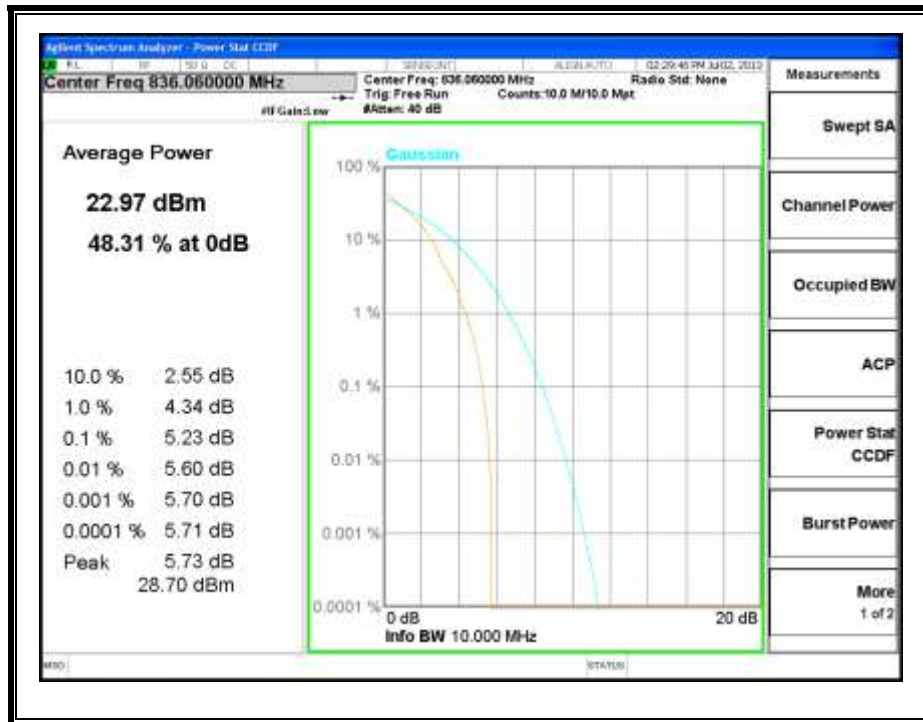 Agilent Spectrum Analyzer - Power Stat CCDF
Center Freq 836.060000 MHz
Center Freq: 836.060000 MHz
Radio Std: None
Trig: Free Run
Counts: 10.0 M/10.0 Mpt
#IFGain:Low
#Atten: 40 dB
Average Power
22.97 dBm
48.31 % at 0dB
10.0 % 2.55 dB
1.0 % 4.34 dB
0.1 % 5.23 dB
0.01 % 5.60 dB
0.001 % 5.70 dB
0.0001 % 5.71 dB
Peak 5.73 dB
28.70 dBm
Gaussian
100 %
10 %
1 %
0.1 %
0.01 %
0.001 %
0.0001 %
0 dB
20 dB
Info BW 10.000 MHz
Measurements
Swept SA
Channel Power
Occupied BW
ACP
Power Stat
CCDF
Burst Power
More
1 of 2
MSG
STATUS